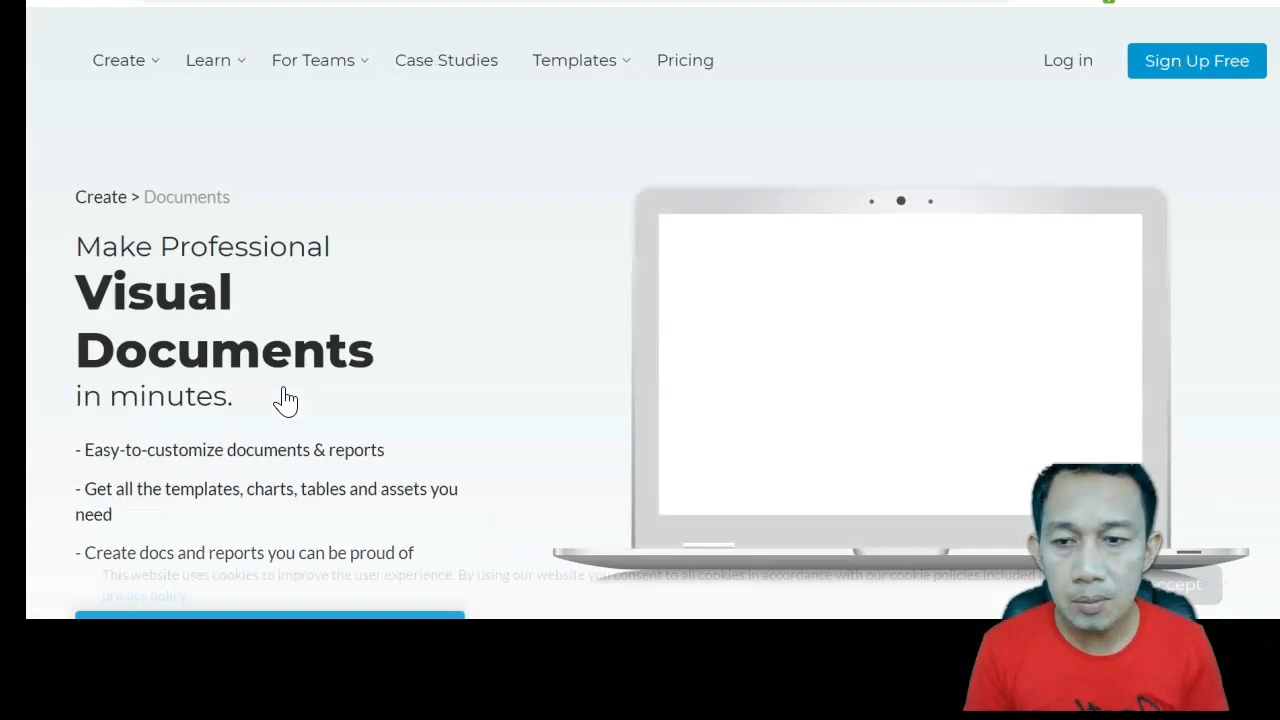 Create Learn For Teams Case Studies Templates Pricing Log in Sign Up Free
Create > Documents
Make Professional
Visual
Documents
in minutes.
- Easy-to-customize documents & reports
- Get all the templates, charts, tables and assets you
need
- Create docs and reports you can be proud of
This website uses cookies to improve the user experience. By using our website you consent to all cookies in accordance with our cookie policies included
privacy policy.